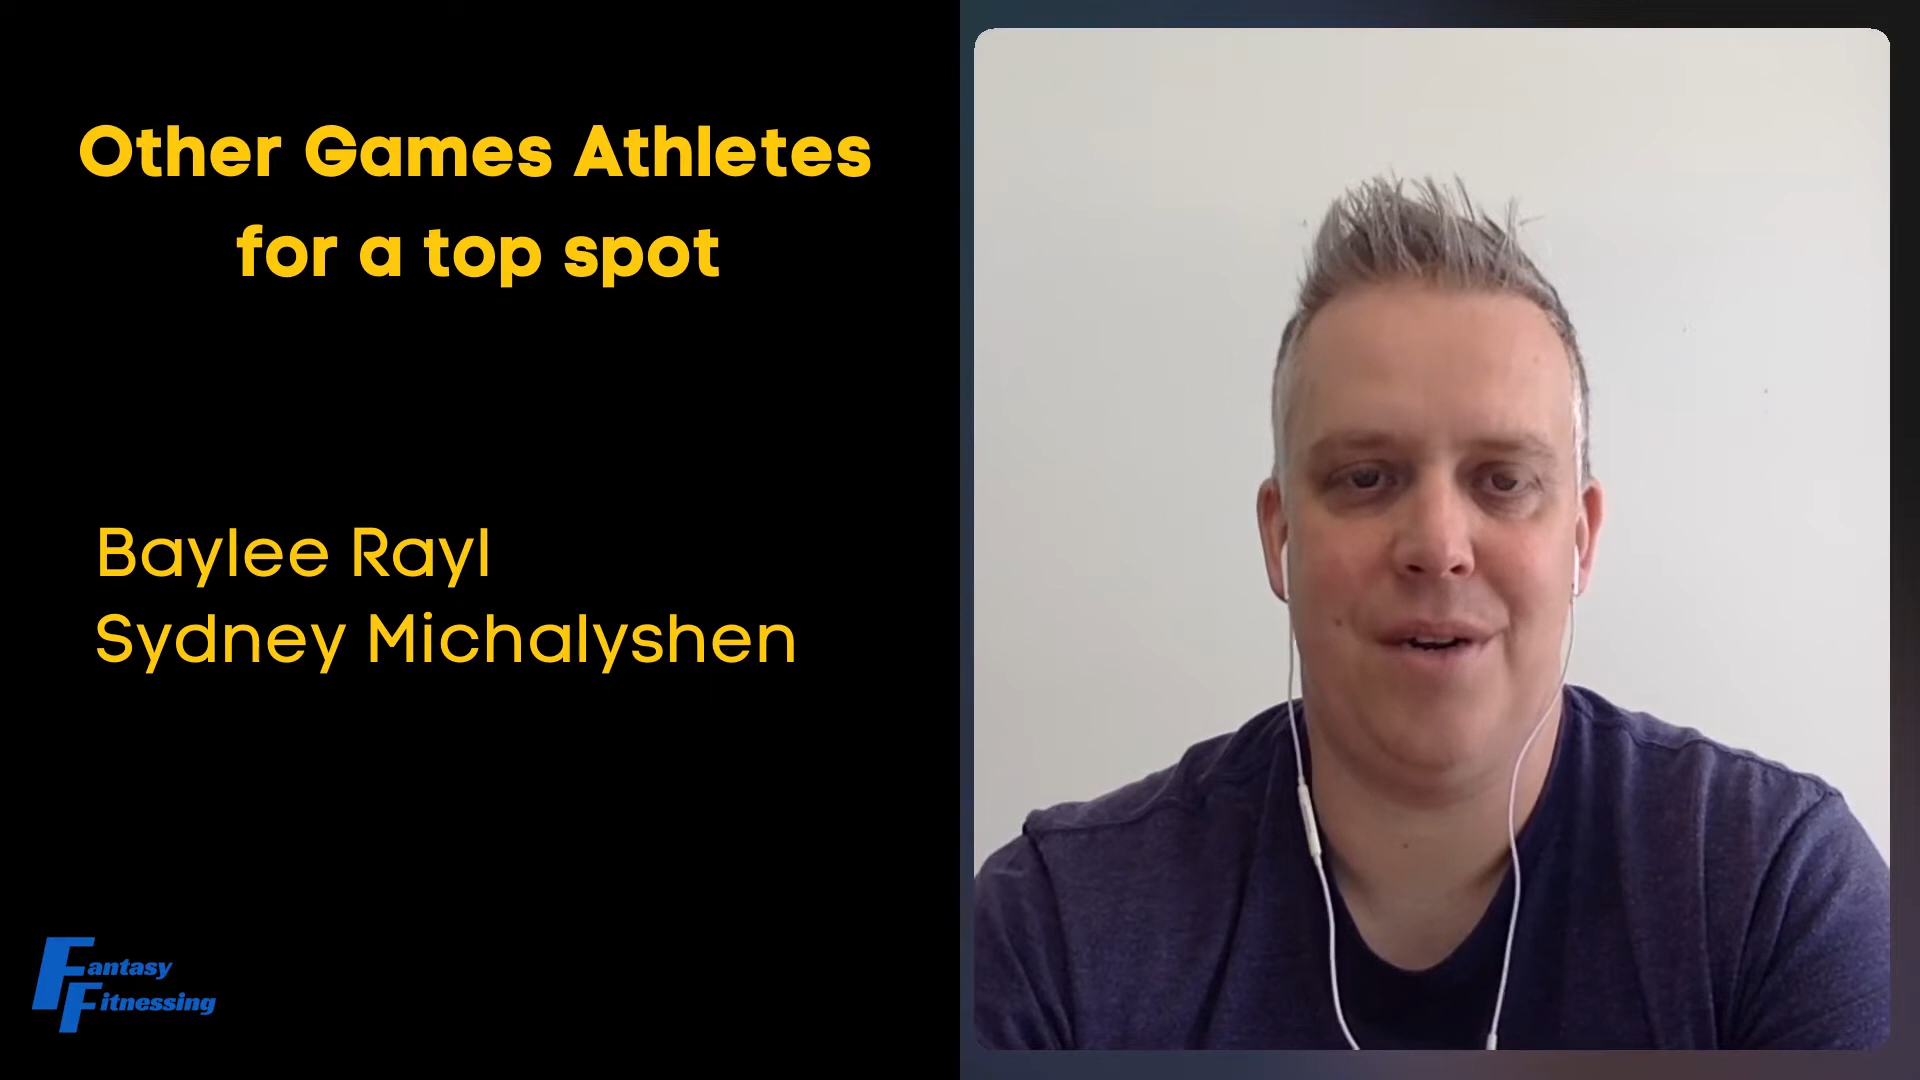 Other Games Athletes
for a top spot
Baylee Rayl
Sydney Michalyshen
Fantasy
Fitnessing